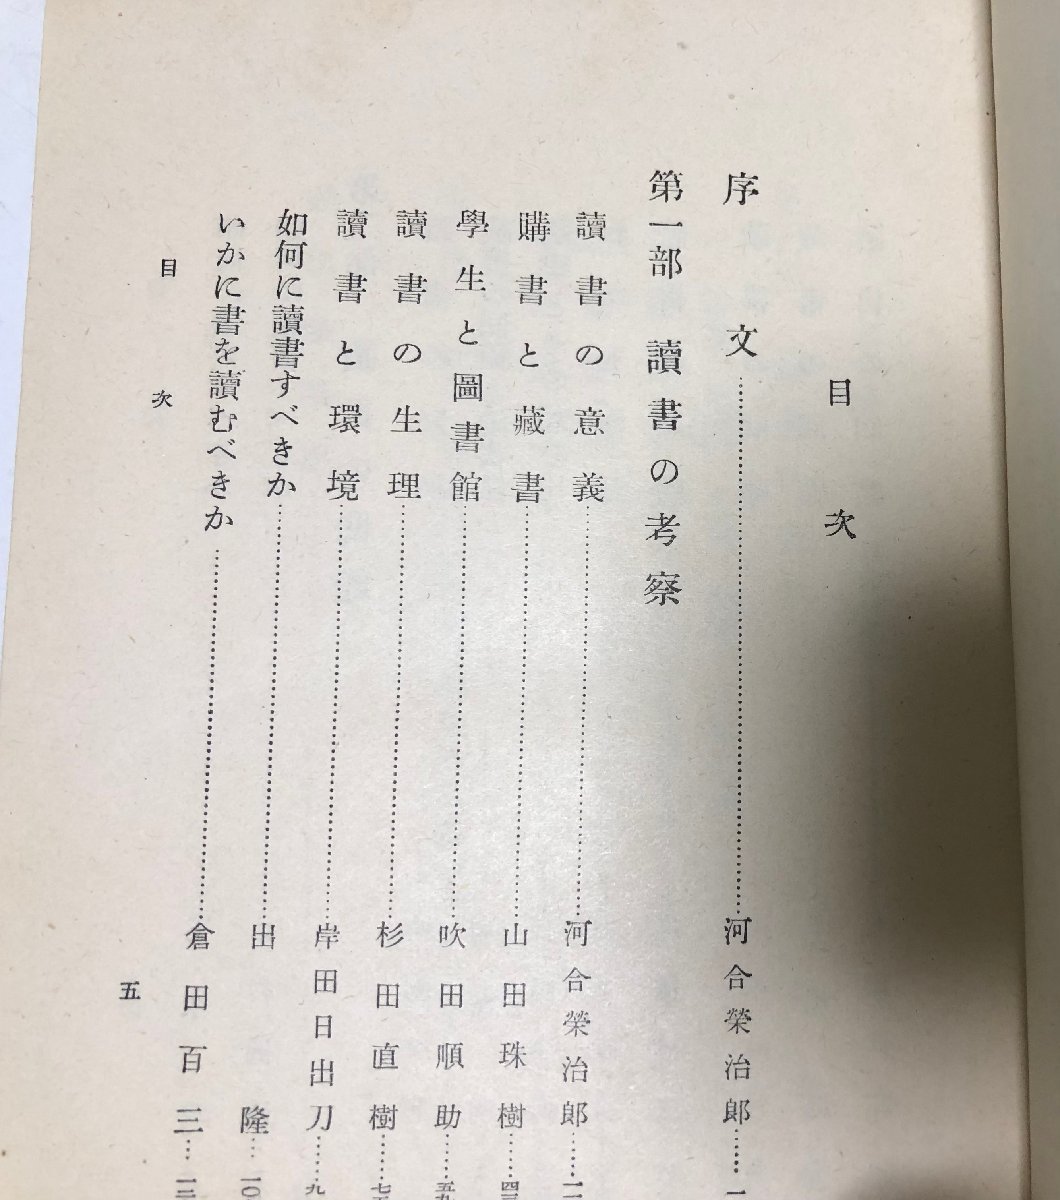 目次
序文……河合榮治郎……一
第一部 讀書の考察
讀書の意義……河合榮治郎……
購書と藏書……山田珠樹……
學生と圖書館……吹田順助……
讀書の生理……杉田直樹……
讀書と環境……岸田日出刀……
如何に讀書すべきか……出隆……
いかに書を讀むべきか……倉田百三……
目次
五